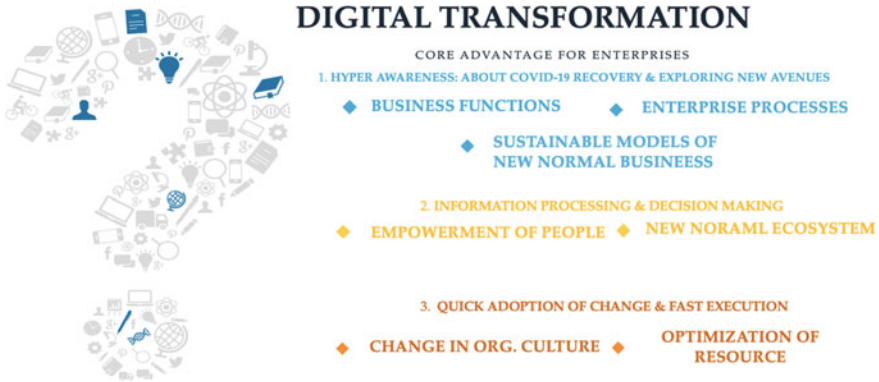 DIGITAL TRANSFORMATION
CORE ADVANTAGE FOR ENTERPRISES
1. HYPER AWARENESS: ABOUT COVID-19 RECOVERY & EXPLORING NEW AVENUES
BUSINESS FUNCTIONS
ENTERPRISE PROCESSES
SUSTAINABLE MODELS OF
NEW NORMAL BUSINEESS
2. INFORMATION PROCESSING & DECISION MAKING
EMPOWERMENT OF PEOPLE
NEW NORAML ECOSYSTEM
3. QUICK ADOPTION OF CHANGE & FAST EXECUTION
CHANGE IN ORG. CULTURE
OPTIMIZATION OF
RESOURCE